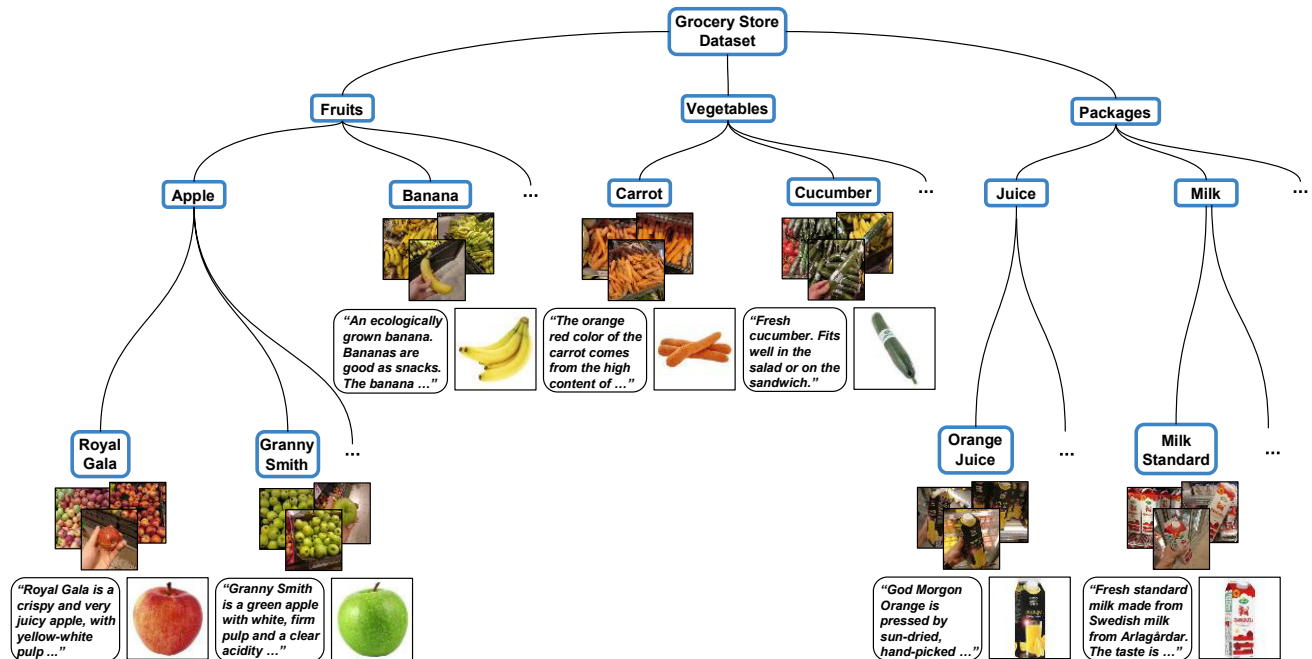 Grocery Store
Dataset
Fruits
Vegetables
Packages
Apple
Banana
...
Carrot
Cucumber
...
Juice
Milk
...
“An ecologically
grown banana.
Bananas are
good as snacks.
The banana ...”
“The orange
red color of the
carrot comes
from the high
content of ...”
“Fresh
cucumber. Fits
well in the
salad or on the
sandwich.”
Royal
Gala
Granny
Smith
...
Orange
Juice
...
Milk
Standard
...
“Royal Gala is a
crispy and very
juicy apple, with
yellow-white
pulp ...”
“Granny Smith
is a green apple
with white, firm
pulp and a clear
acidity ...”
“God Morgon
Orange is
pressed by
sun-dried,
hand-picked ...”
“Fresh standard
milk made from
Swedish milk
from Arlagårdar.
The taste is ...”